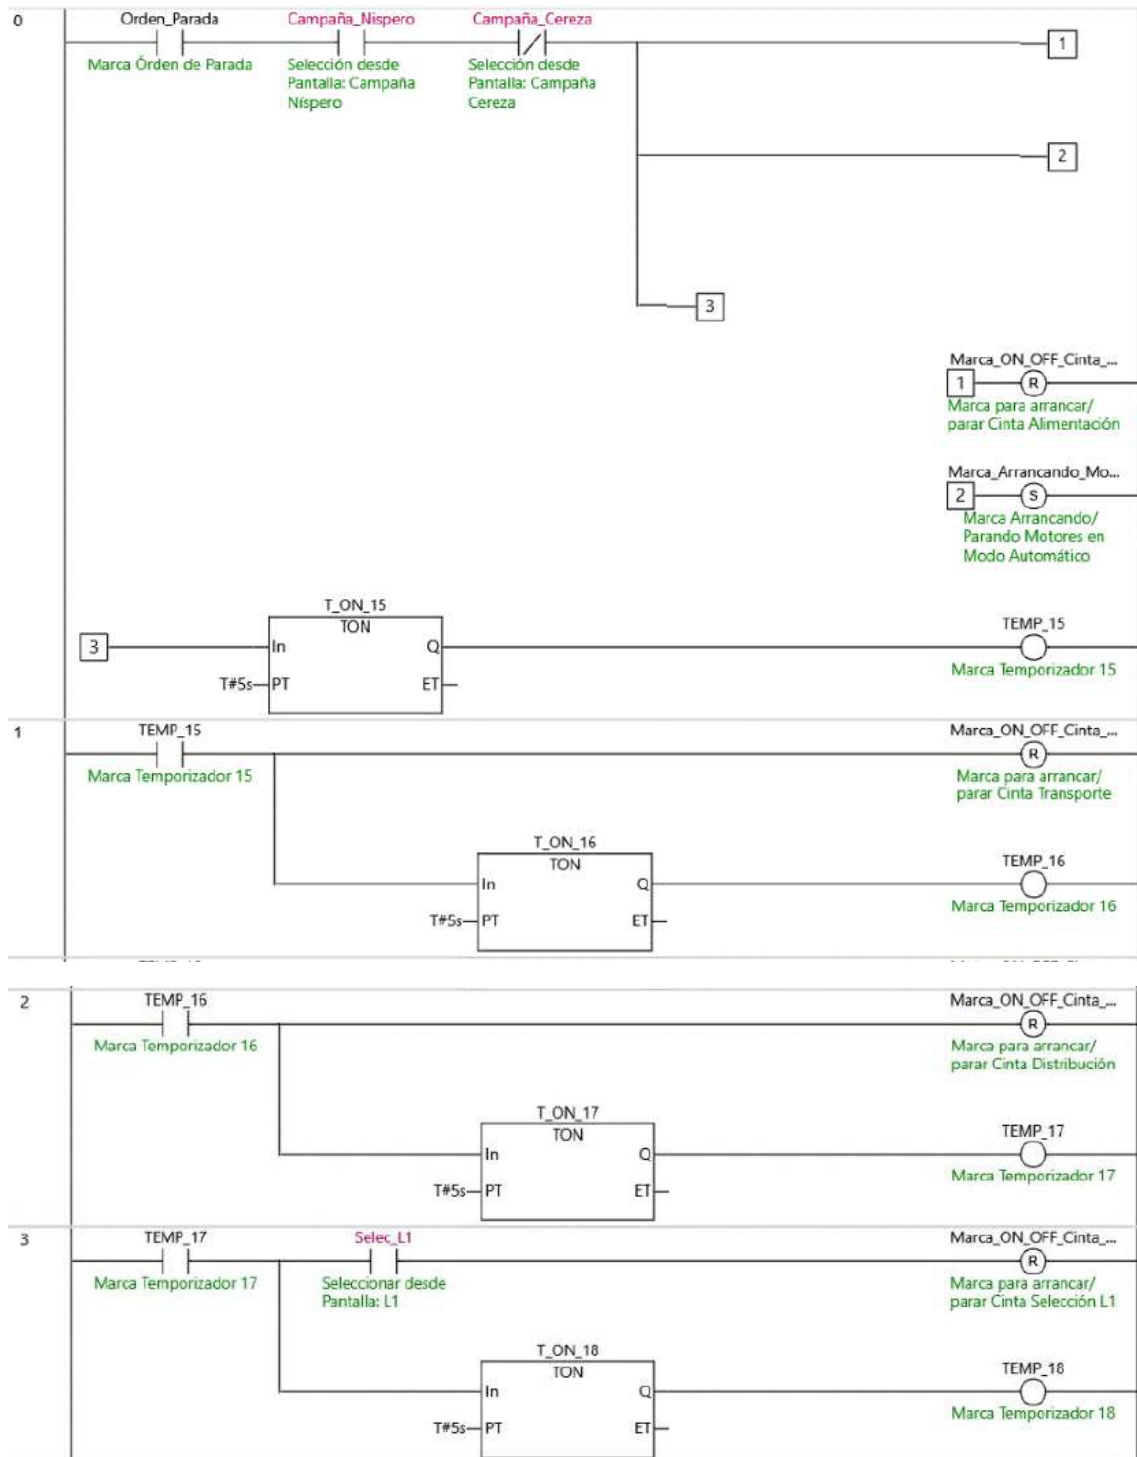 0
Orden_Parada
Campaña_Nispero
Campaña_Cereza
1
Marca Órden de Parada
Selección desde
Pantalla: Campaña
Níspero
Selección desde
Pantalla: Campaña
Cereza
2
3
Marca_ON_OFF_Cinta_...
1
R
Marca para arrancar/
parar Cinta Alimentación
Marca_Arrancando_Mo...
2
S
Marca Arrancando/
Parando Motores en
Modo Automático
T_ON_15
TON
3
In
Q
TEMP_15
Marca Temporizador 15
T#5s
PT
ET
1
TEMP_15
Marca Temporizador 15
Marca_ON_OFF_Cinta_...
R
Marca para arrancar/
parar Cinta Transporte
T_ON_16
TON
In
Q
TEMP_16
Marca Temporizador 16
T#5s
PT
ET
2
TEMP_16
Marca Temporizador 16
Marca_ON_OFF_Cinta_...
R
Marca para arrancar/
parar Cinta Distribución
T_ON_17
TON
In
Q
TEMP_17
Marca Temporizador 17
T#5s
PT
ET
3
TEMP_17
Marca Temporizador 17
Selec_L1
Seleccionar desde
Pantalla: L1
Marca_ON_OFF_Cinta_...
R
Marca para arrancar/
parar Cinta Selección L1
T_ON_18
TON
In
Q
TEMP_18
Marca Temporizador 18
T#5s
PT
ET